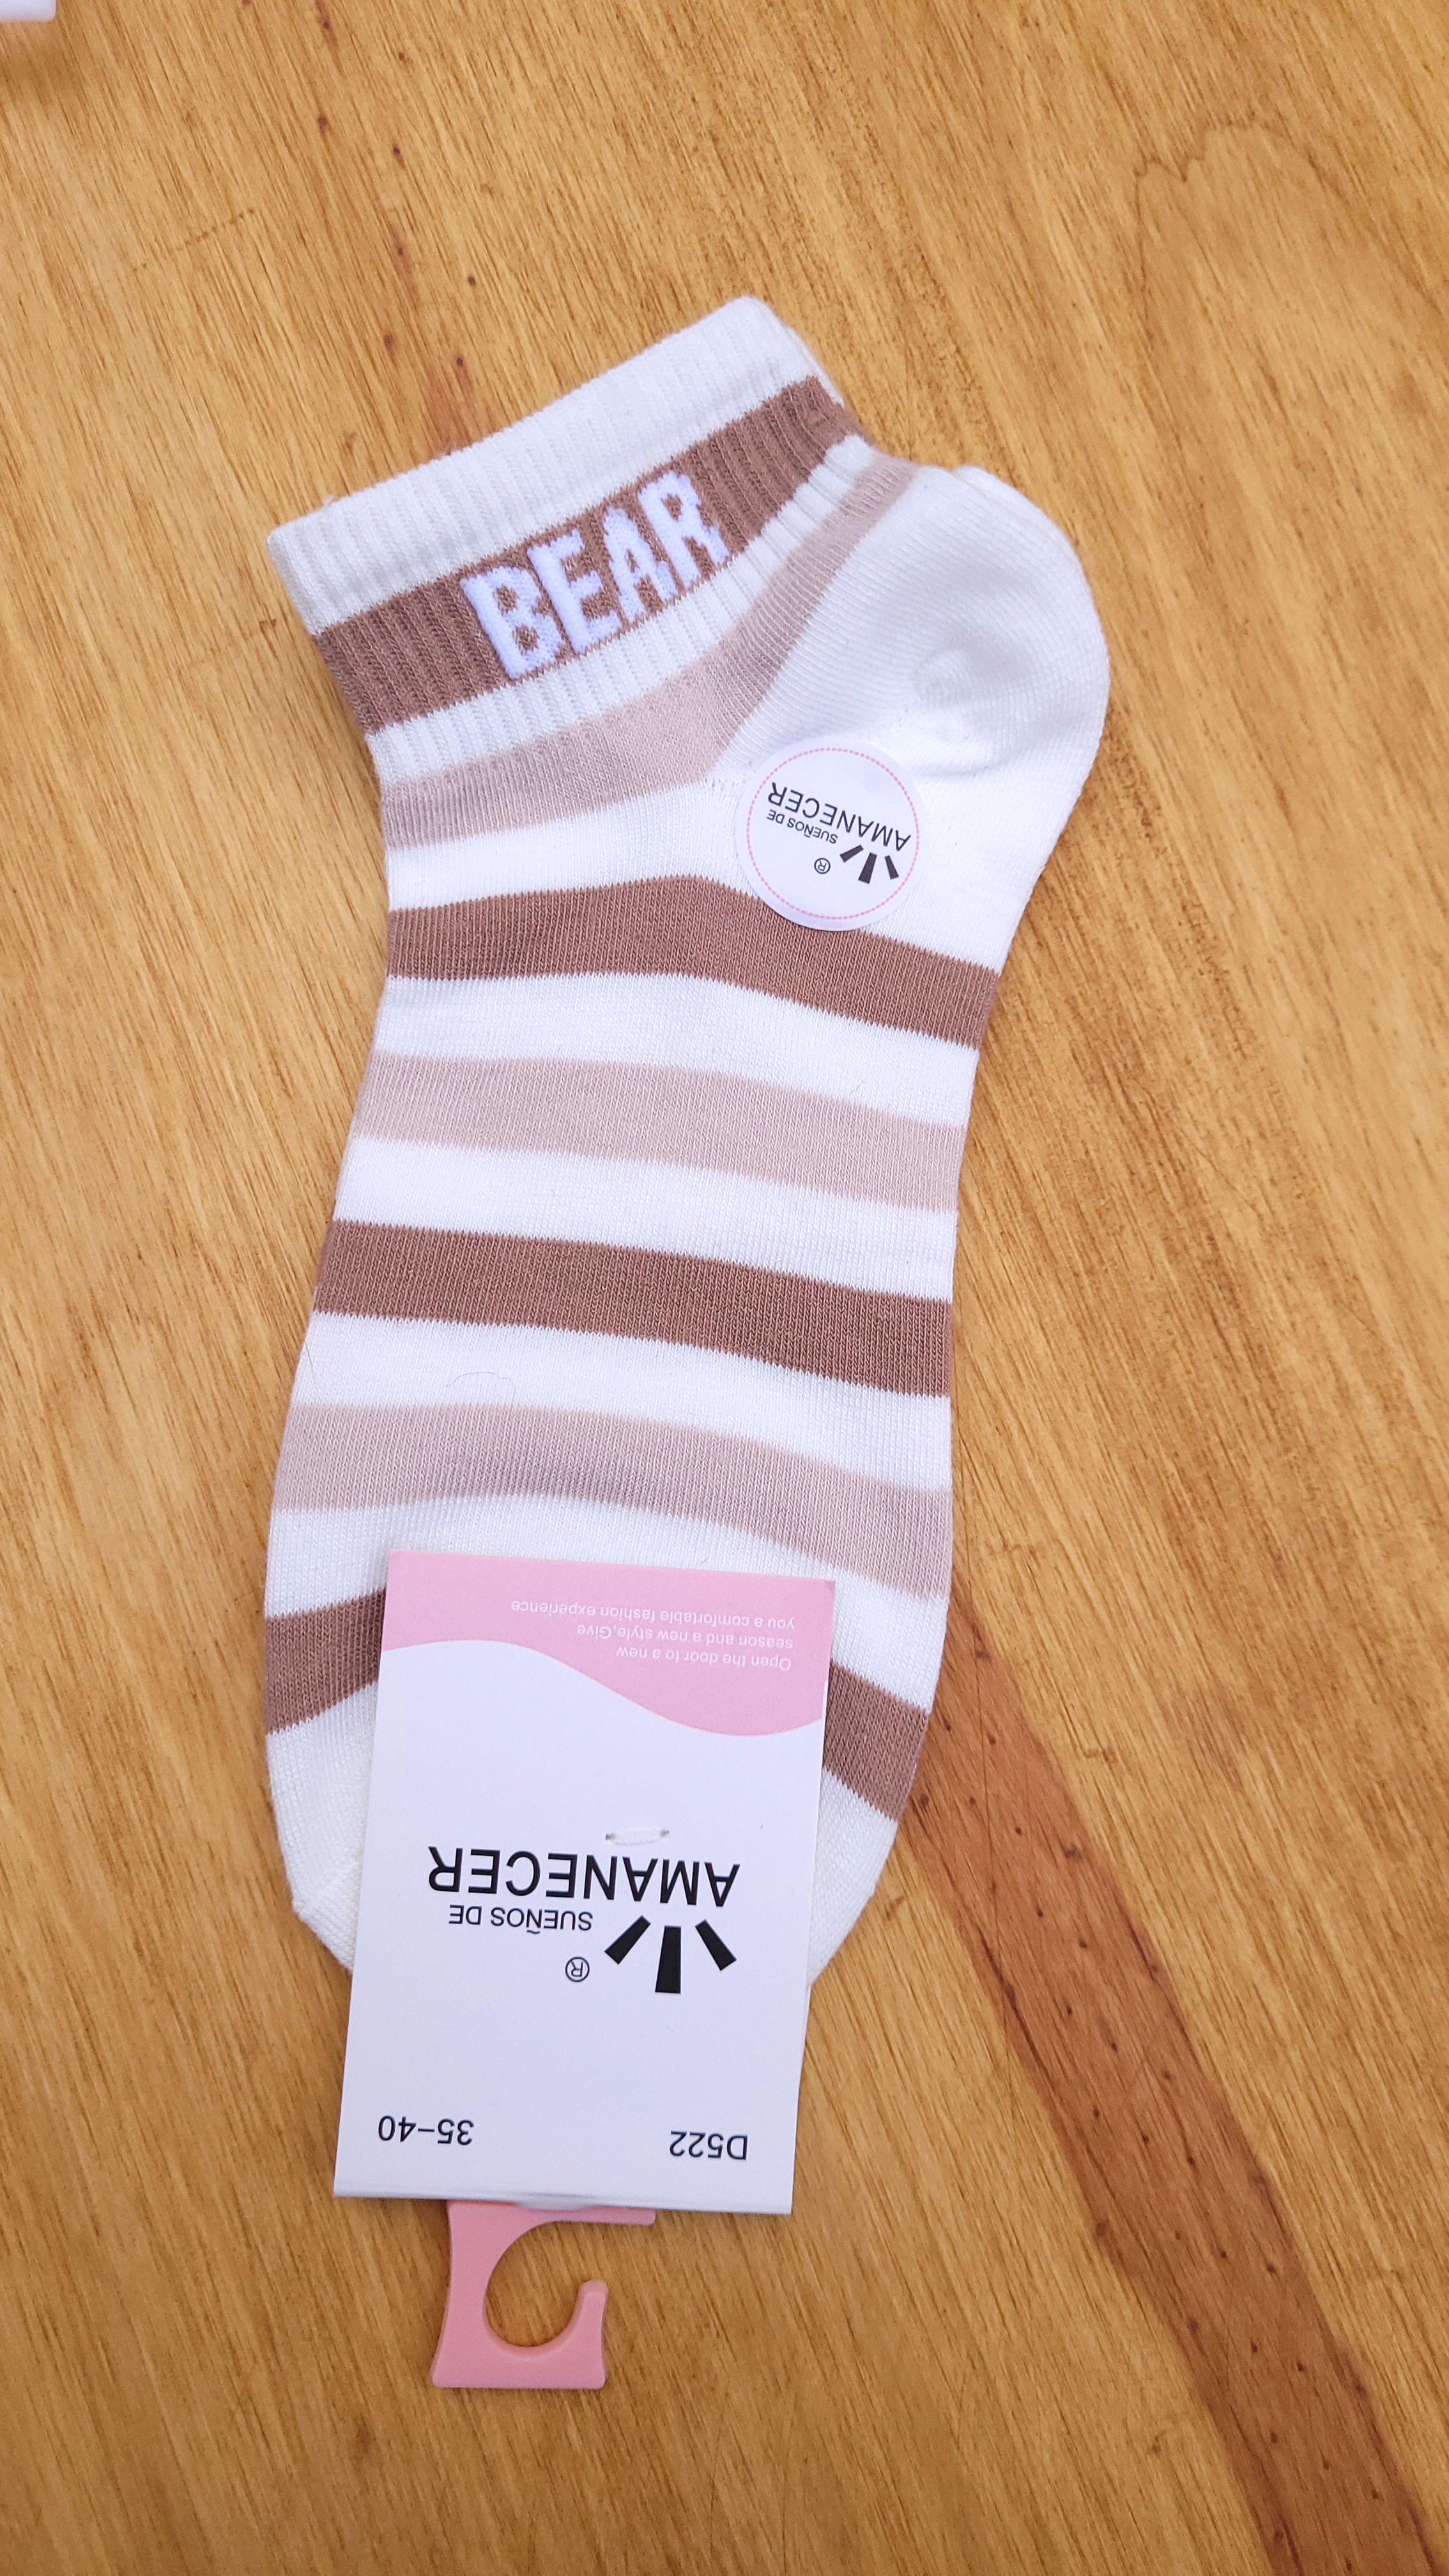 BEAR
SUEÑOS DE
AMANECER
®
Open the door to a new
season and a new style,Give
you a comfortable fashion experience
®
SUEÑOS DE
AMANECER
D522 35-40